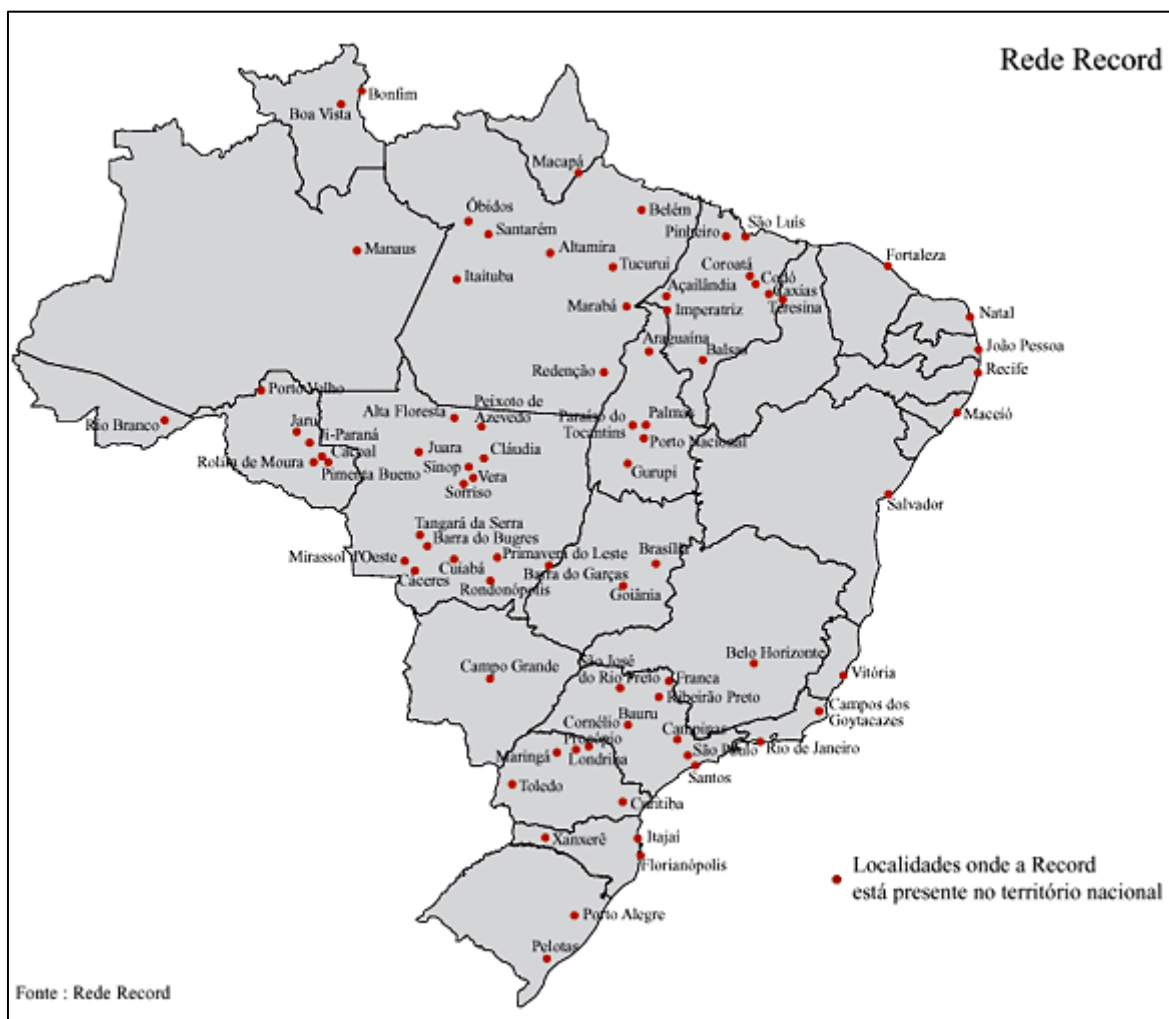 Rede Record
Bonfim
Boa Vista
Macapá
Óbidos
Belém
Santarém
Pinheiro
São Luís
Manaus
Altamira
Fortaleza
Tucurui
Coroatá
Itaituba
Codó
Açailândia
Caxias
Marabá
Imperatriz
Teresina
Natal
Araguaína
João Pessoa
Balsas
Redenção
Recife
Porto Velho
Peixoto de
Azevedo
Alta Floresta
Maceió
Rio Branco
Paraíso do
Tocantins
Palmas
Jaru
Ji-Paraná
Porto Nacional
Juara
Cláudia
Cacoal
Rolim de Moura
Pimenta Bueno
Sinop
Vera
Gurupi
Sorriso
Salvador
Tangará da Serra
Barra do Bugres
Mirassol d'Oeste
Primavera do Leste
Brasília
Cuiabá
Cáceres
Barra do Garças
Rondonópolis
Goiânia
Belo Horizonte
Campo Grande
São José
do Rio Preto
Franca
Vitória
Ribeirão Preto
Campos dos
Goytacazes
Bauru
Cornélio
Procópio
Campinas
Maringá
Londrina
São Paulo
Rio de Janeiro
Santos
Toledo
Curitiba
Xanxerê
Itajaí
Florianópolis
Localidades onde a Record
está presente no território nacional
Porto Alegre
Pelotas
Fonte : Rede Record